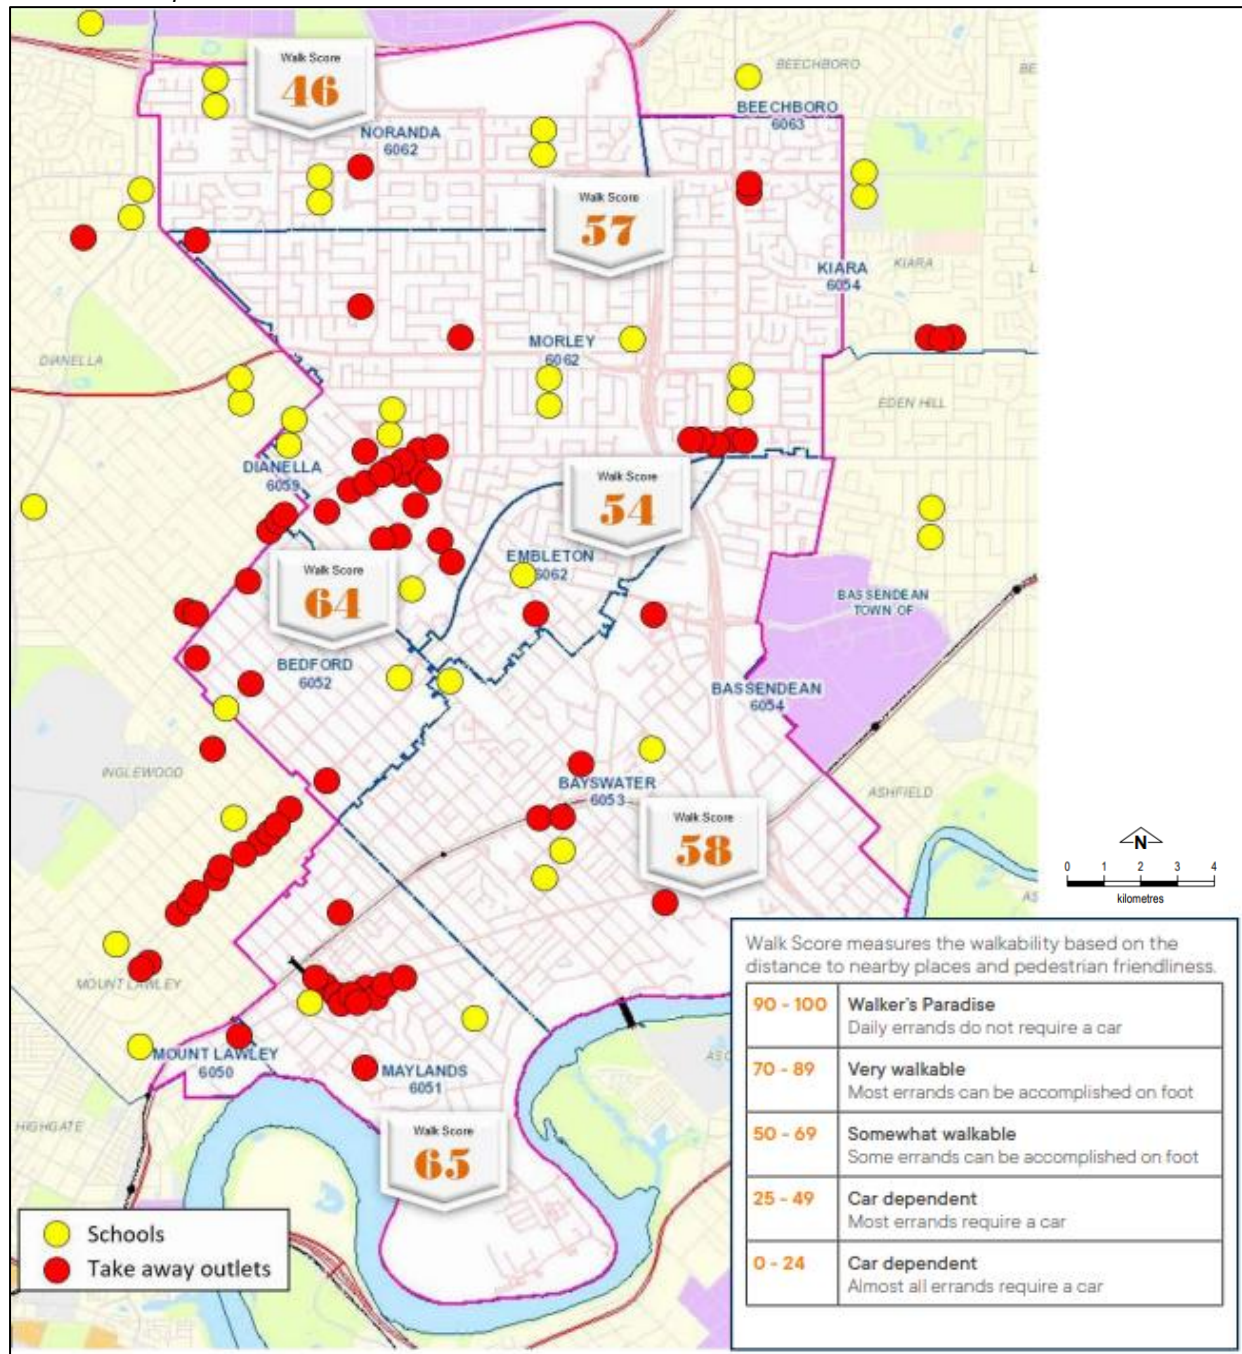 Walk Score
46
BEECHBORO
BE
BEECHBORO
6063
NORANDA
6062
Walk Score
57
KIARA
6054
KIARA
L
MORLEY
6062
DIANELLA
EDEN HILL
DIANELLA
6059
Walk Score
54
EMBLETON
6062
Walk Score
64
BASSENDEAN
TOWN OF
BEDFORD
6052
BASSENDEAN
6054
INGLEWOOD
BAYSWATER
6053
ASHFIELD
Walk Score
58
N
0 1 2 3 4
kilometres
AS
MOUNT LAWLEY
MOUNT LAWLEY
6050
MAYLANDS
6051
ASC
HIGHGATE
Walk Score
65
Schools
Take away outlets
Walk Score measures the walkability based on the
distance to nearby places and pedestrian friendliness.
90 - 100 Walker's Paradise
Daily errands do not require a car
70 - 89 Very walkable
Most errands can be accomplished on foot
50 - 69 Somewhat walkable
Some errands can be accomplished on foot
25 - 49 Car dependent
Most errands require a car
0 - 24 Car dependent
Almost all errands require a car